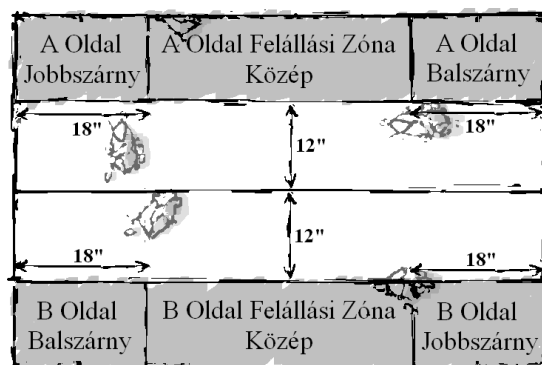 A Oldal
Jobbszárny
A Oldal Felállási Zóna
Közép
A Oldal
Balszárny
18"
18"
12"
12"
18"
18"
B Oldal
Balszárny
B Oldal Felállási Zóna
Közép
B Oldal
Jobbszárny